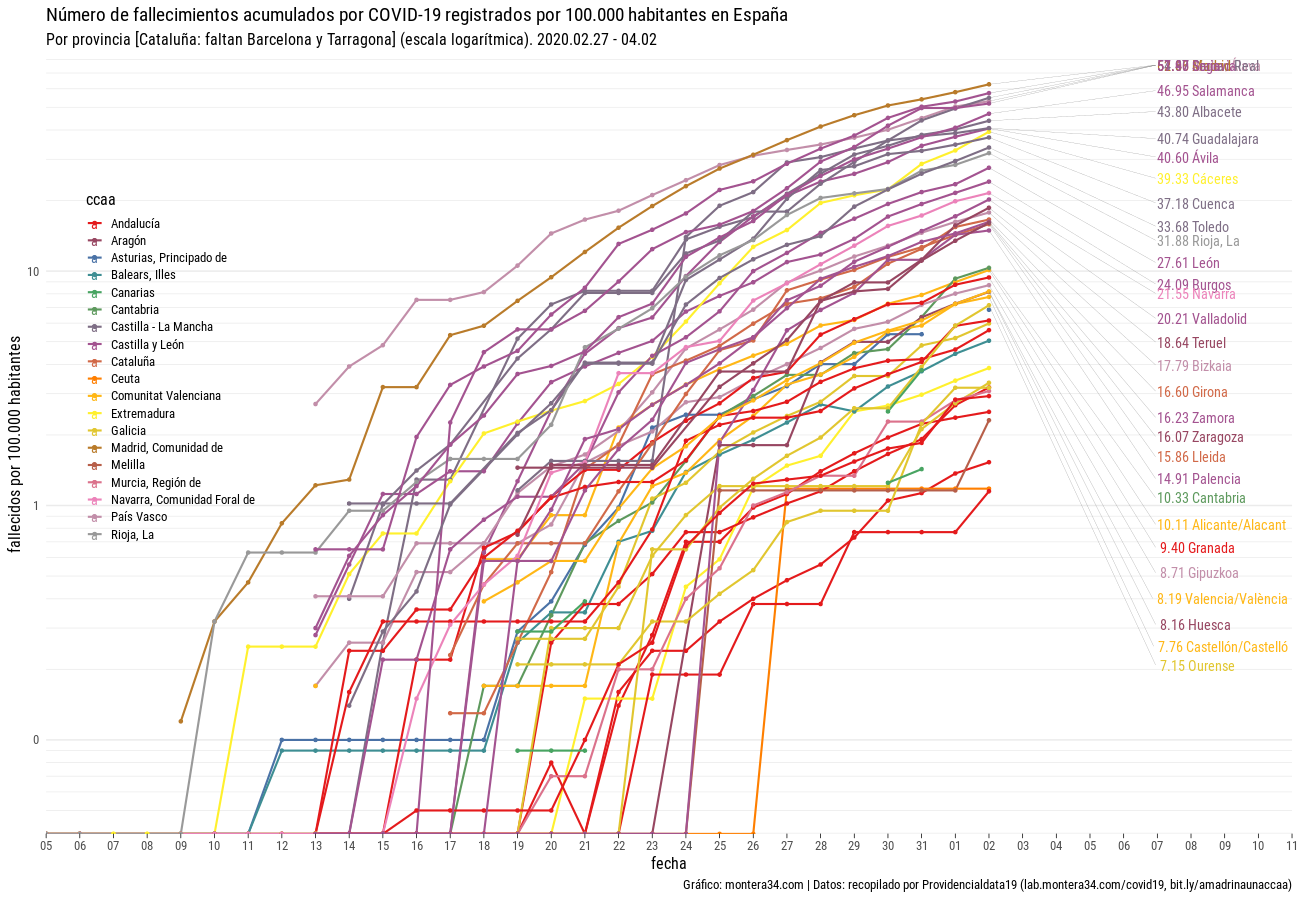 Número de fallecimientos acumulados por COVID-19 registrados por 100.000 habitantes en España
Por provincia [Cataluña: faltan Barcelona y Tarragona] (escala logarítmica). 2020.02.27 - 04.02
fallecidos por 100.000 habitantes
10
1
0
ccaa
Andalucía
Aragón
Asturias, Principado de
Balears, Illes
Canarias
Cantabria
Castilla - La Mancha
Castilla y León
Cataluña
Ceuta
Comunitat Valenciana
Extremadura
Galicia
Madrid, Comunidad de
Melilla
Murcia, Región de
Navarra, Comunidad Foral de
País Vasco
Rioja, La
46.95 Salamanca
43.80 Albacete
40.74 Guadalajara
40.60 Ávila
39.33 Cáceres
37.18 Cuenca
33.68 Toledo
31.88 Rioja, La
27.61 León
24.09 Burgos
21.55 Navarra
20.21 Valladolid
18.64 Teruel
17.79 Bizkaia
16.60 Girona
16.23 Zamora
16.07 Zaragoza
15.86 Lleida
14.91 Palencia
10.33 Cantabria
10.11 Alicante/Alacant
9.40 Granada
8.71 Gipuzkoa
8.19 Valencia/València
8.16 Huesca
7.76 Castellón/Castelló
7.15 Ourense
05 06 07 08 09 10 11 12 13 14 15 16 17 18 19 20 21 22 23 24 25 26 27 28 29 30 31 01 02 03 04 05 06 07 08 09 10 11
fecha
Gráfico: montera34.com | Datos: recopilado por Providencialdata19 (lab.montera34.com/covid19, bit.ly/amadrinaunaccaa)